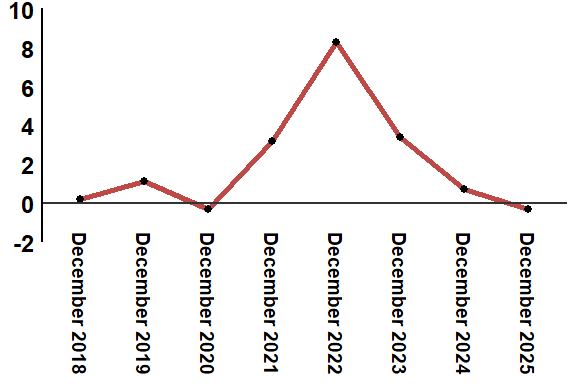 10
8
6
4
2
0
-2
December 2018
December 2019
December 2020
December 2021
December 2022
December 2023
December 2024
December 2025